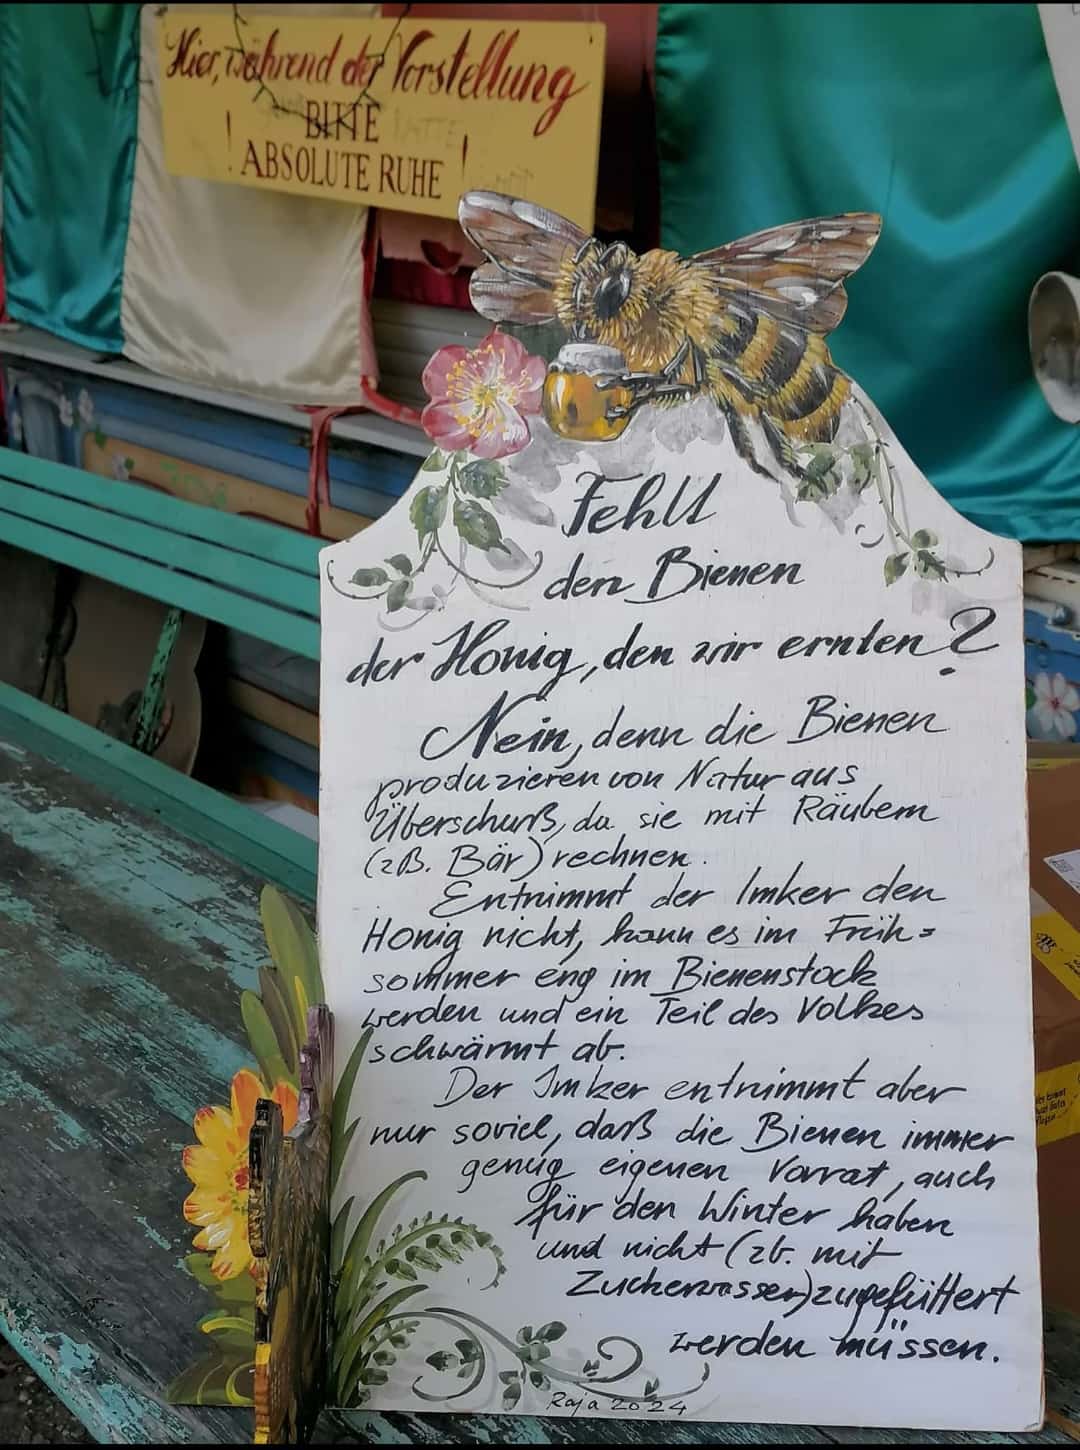 Hier, während der Vorstellung
BITTE
! ABSOLUTE RUHE !
Fehlt
den Bienen
der Honig, den wir ernten?
Nein, denn die Bienen
produzieren von Natur aus
Überschuß, da sie mit Räubern
(zB. Bär) rechnen.
Entnimmt der Imker den
Honig nicht, kann es im Früh=
sommer eng im Bienenstock
werden und ein Teil des Volkes
schwärmt ab.
Der Imker entnimmt aber
nur soviel, daß die Bienen immer
genug eigenen Vorrat, auch
für den Winter haben
und nicht (zb. mit
Zuckerwasser) zugefüttert
werden müssen.
Raja 2024